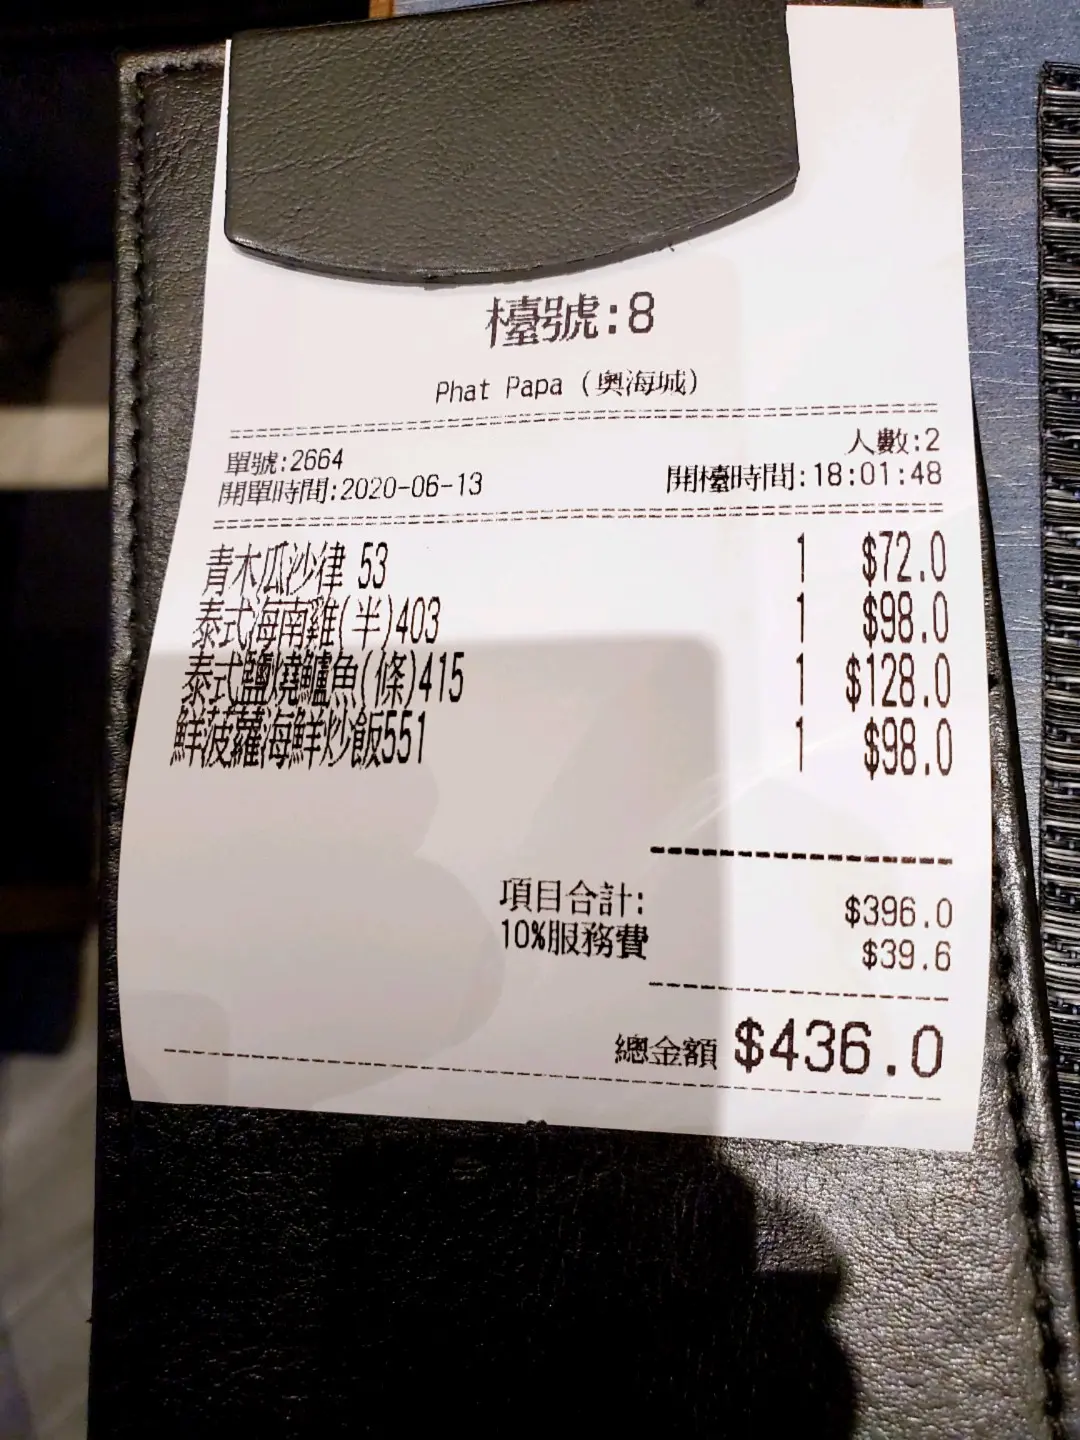 檯號:8
Phat Papa (奧海城)
人數:2
單號:2664
開單時間:2020-06-13 開檯時間:18:01:48
青木瓜沙律 53 1 $72.0
泰式海南雞(半)403 1 $98.0
泰式鹽燒鱸魚(條)415 1 $128.0
鮮菠蘿海鮮炒飯551 1 $98.0
項目合計: $396.0
10%服務費 $39.6
總金額 $436.0